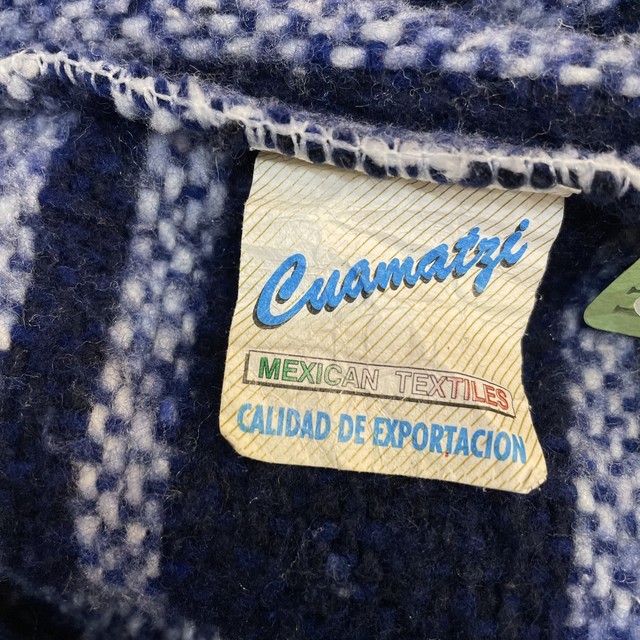 Cuamatzi
MEXICAN TEXTILES
CALIDAD DE EXPORTACION